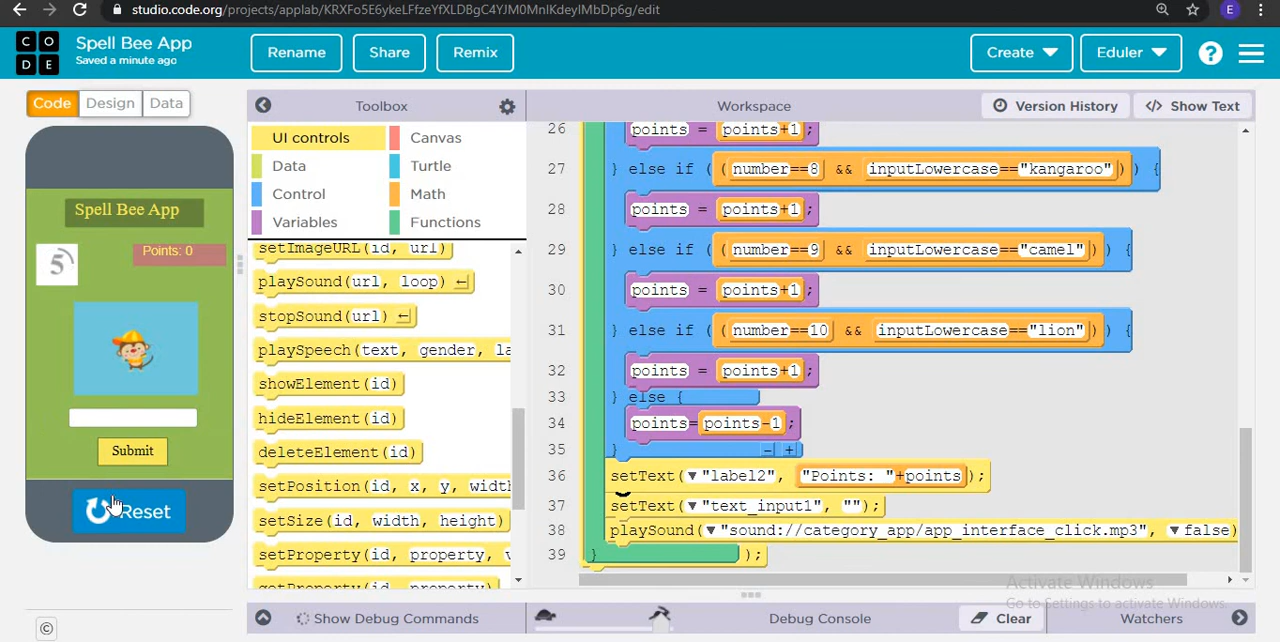 studio.code.org/projects/applab/KRXFo5E6ykeLFfzeYfXLDBgC4YJM0MnIKdeylMbDp6g/edit
E
C O
D E
Spell Bee App
Saved a minute ago
Rename
Share
Remix
Create
Eduler
?
Code
Design
Data
Toolbox
Workspace
Version History
</> Show Text
UI controls
Canvas
Data
Turtle
Control
Math
Variables
Functions
setImageURL(id, url)
playSound(url, loop)
stopSound(url)
playSpeech(text, gender, la
showElement(id)
hideElement(id)
deleteElement(id)
setPosition(id, x, y, width
setSize(id, width, height)
setProperty(id, property, v
getProperty(id, property)
Spell Bee App
5
Points: 0
Submit
Reset
26 points = points+1;
27 } else if ( ( number==8 && inputLowercase=="kangaroo" ) ) {
28 points = points+1;
29 } else if ( ( number==9 && inputLowercase=="camel" ) ) {
30 points = points+1;
31 } else if ( ( number==10 && inputLowercase=="lion" ) ) {
32 points = points+1;
33 } else {
34 points=points-1;
35 }
36 setText("label2", "Points: "+points);
37 setText("text_input1", "");
38 playSound("sound://category_app/app_interface_click.mp3", false)
39 } );
Activate Windows
Go to Settings to activate Windows.
©
Show Debug Commands
Debug Console
Clear
Watchers